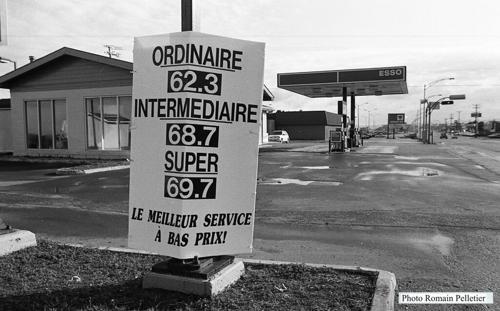 ORDINAIRE
62.3
INTERMEDIAIRE
68.7
SUPER
69.7
LE MEILLEUR SERVICE
À BAS PRIX!
ESSO
Photo Romain Pelletier